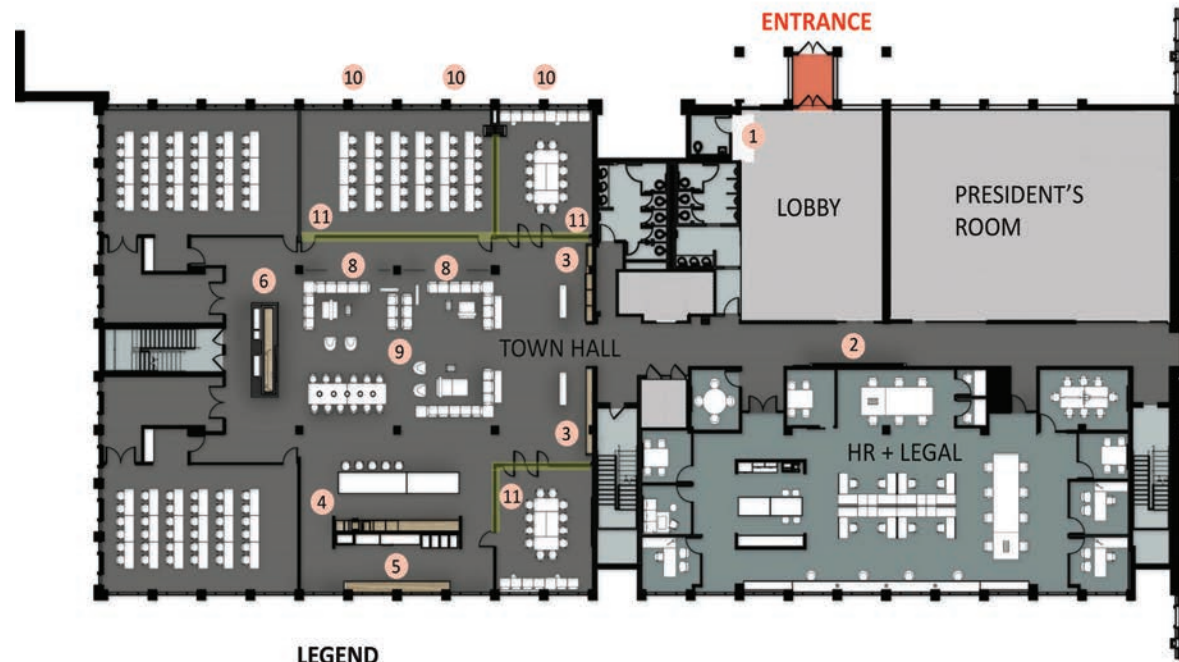 ENTRANCE
10
10
10
1
LOBBY
PRESIDENT'S
ROOM
11
11
3
8
8
6
9
TOWN HALL
2
3
HR + LEGAL
4
11
5
LEGEND